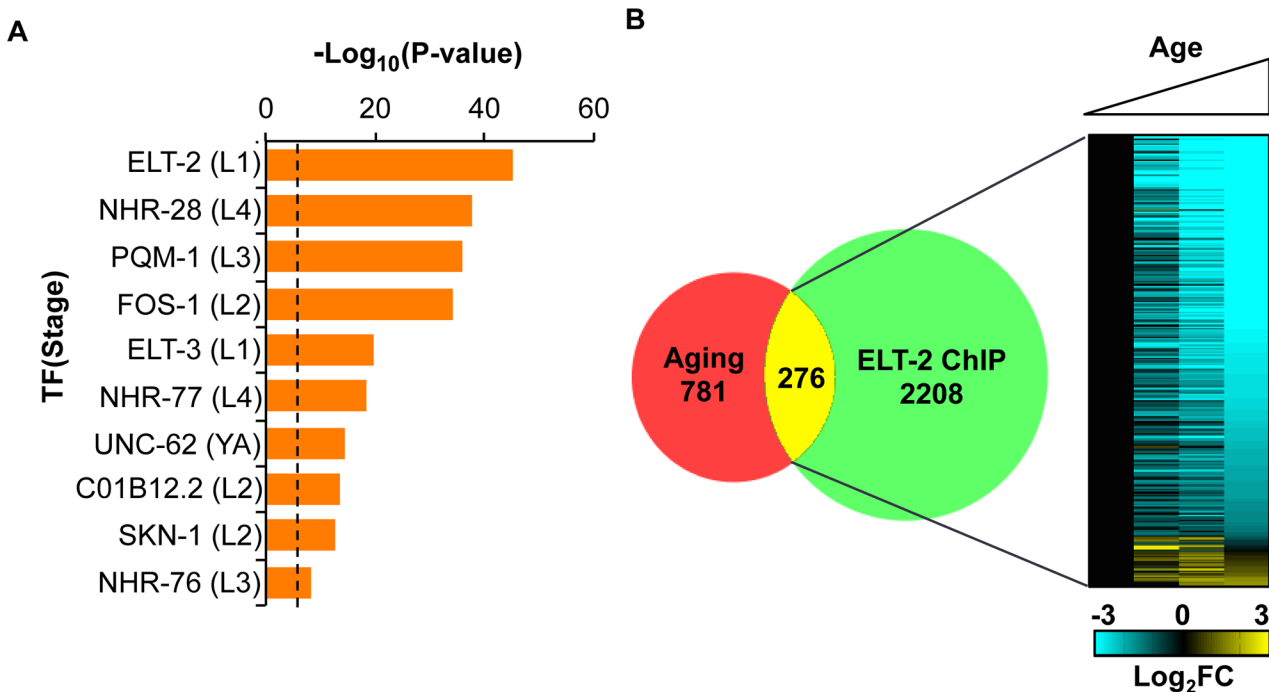 A
-Log10(P-value)
0 20 40 60
ELT-2 (L1)
NHR-28 (L4)
PQM-1 (L3)
FOS-1 (L2)
ELT-3 (L1)
NHR-77 (L4)
UNC-62 (YA)
C01B12.2 (L2)
SKN-1 (L2)
NHR-76 (L3)
TF(Stage)
B
Age
Aging
781
276
ELT-2 ChIP
2208
-3 0 3
Log2FC